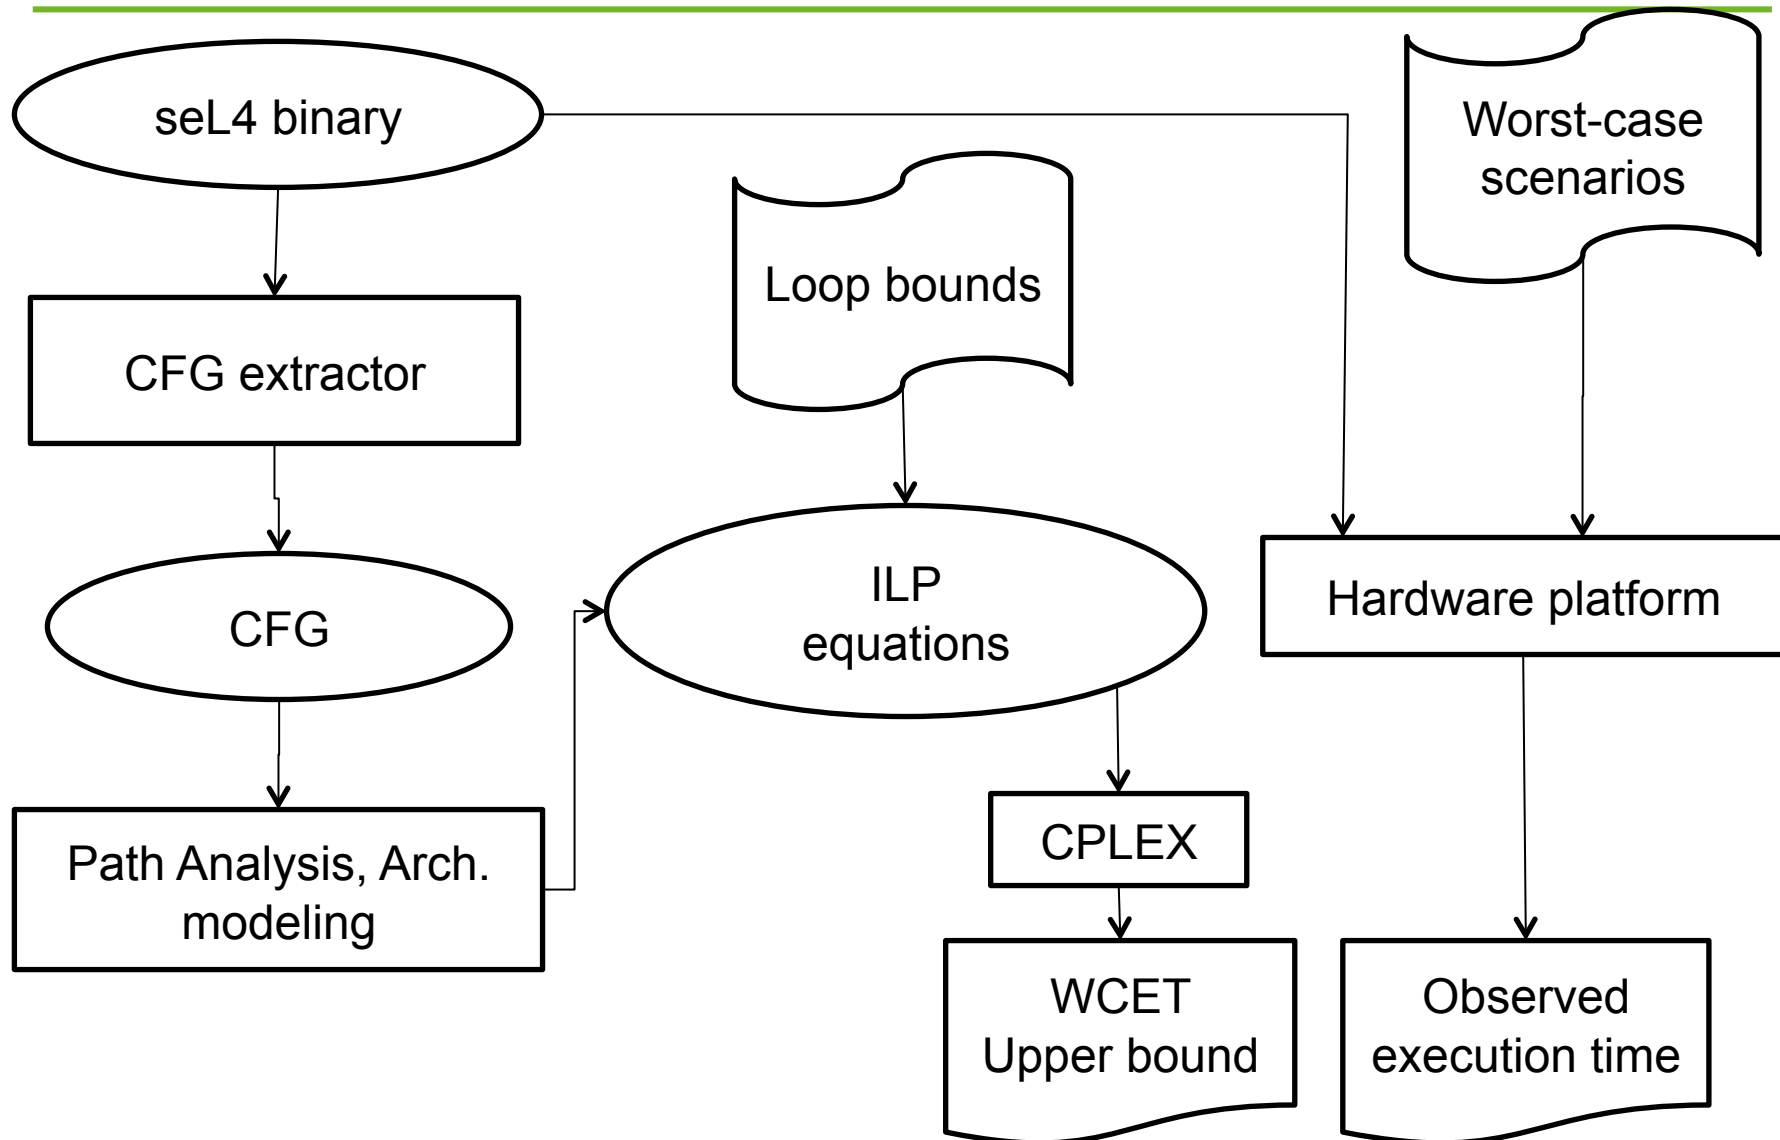 seL4 binary
Worst-case
scenarios
Loop bounds
CFG extractor
ILP
equations
Hardware platform
CFG
CPLEX
Path Analysis, Arch.
modeling
WCET
Upper bound
Observed
execution time